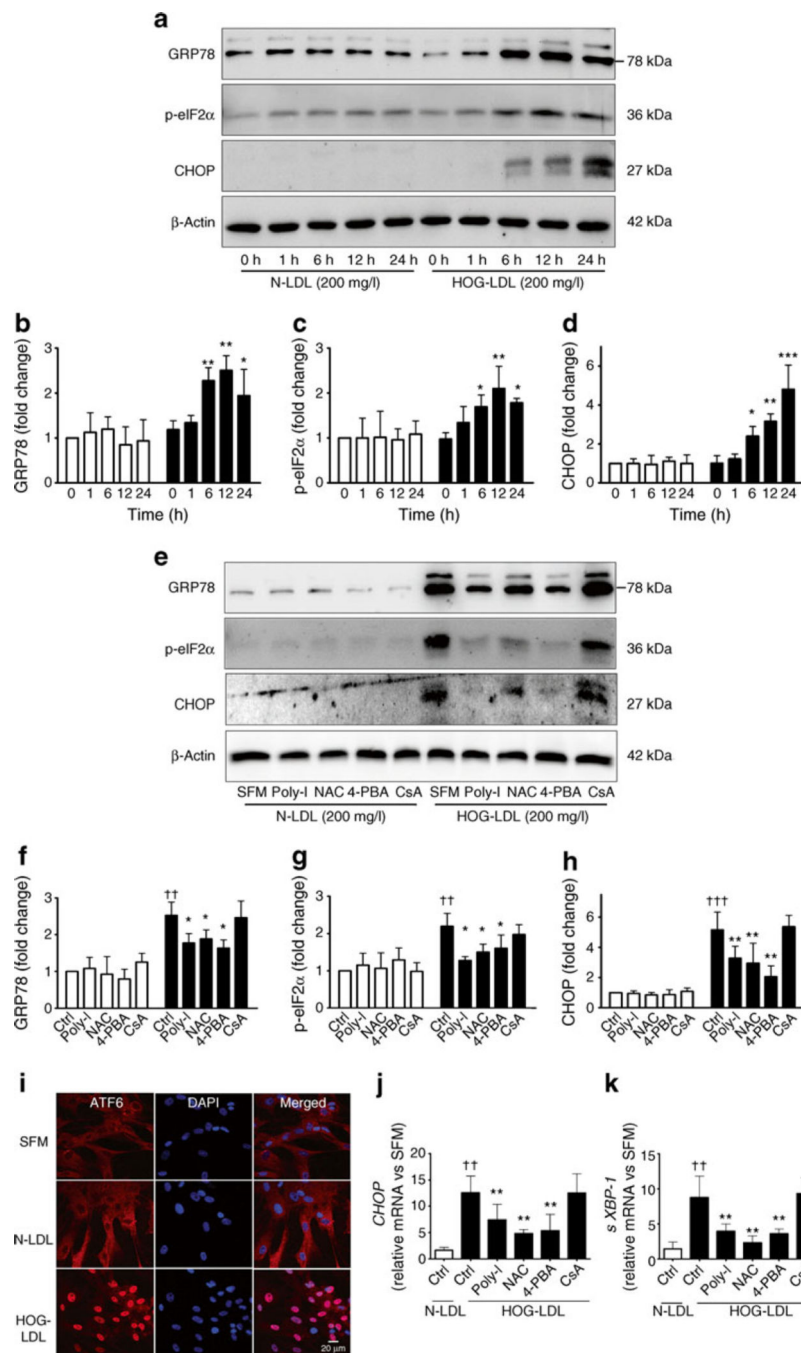 a
GRP78
78 kDa
p-eIF2α
36 kDa
CHOP
27 kDa
β-Actin
42 kDa
0 h 1 h 6 h 12 h 24 h 0 h 1 h 6 h 12 h 24 h
N-LDL (200 mg/l) HOG-LDL (200 mg/l)
b
GRP78 (fold change)
3
2
1
0
** ** *
0 1 6 12 24 0 1 6 12 24
Time (h)
c
p-eIF2α (fold change)
3
2
1
0
* ** *
0 1 6 12 24 0 1 6 12 24
Time (h)
d
CHOP (fold change)
6
4
2
0
* ** ***
0 1 6 12 24 0 1 6 12 24
Time (h)
e
GRP78
78 kDa
p-eIF2α
36 kDa
CHOP
27 kDa
β-Actin
42 kDa
SFM Poly-I NAC 4-PBA CsA SFM Poly-I NAC 4-PBA CsA
N-LDL (200 mg/l) HOG-LDL (200 mg/l)
f
GRP78 (fold change)
3
2
1
0
†† * * *
Ctrl Poly-I NAC 4-PBA CsA Ctrl Poly-I NAC 4-PBA CsA
g
p-eIF2α (fold change)
3
2
1
0
†† * * *
Ctrl Poly-I NAC 4-PBA CsA Ctrl Poly-I NAC 4-PBA CsA
h
CHOP (fold change)
6
4
2
0
††† ** ** **
Ctrl Poly-I NAC 4-PBA CsA Ctrl Poly-I NAC 4-PBA CsA
i
ATF6 DAPI Merged
SFM
N-LDL
HOG-
LDL
20 µm
j
CHOP
(relative mRNA vs SFM)
20
15
10
5
0
†† ** ** **
Ctrl Ctrl Poly-I NAC 4-PBA CsA
N-LDL HOG-LDL
k
s XBP-1
(relative mRNA vs SFM)
15
10
5
0
†† ** ** **
Ctrl Ctrl Poly-I NAC 4-PBA CsA
N-LDL HOG-LDL